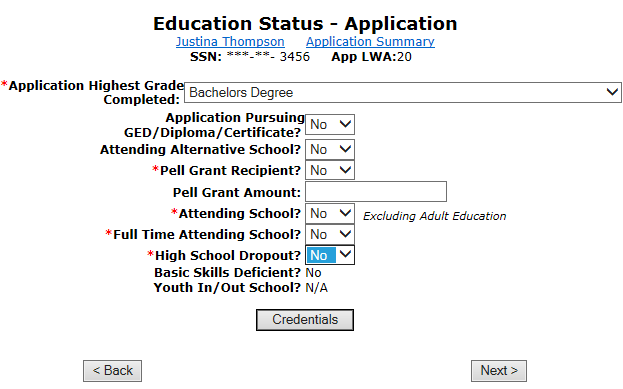 Education Status - Application
Justina Thompson Application Summary
SSN: ***-**- 3456 App LWA:20
*Application Highest Grade Completed: Bachelors Degree
Application Pursuing GED/Diploma/Certificate? No
Attending Alternative School? No
*Pell Grant Recipient? No
Pell Grant Amount:
*Attending School? No Excluding Adult Education
*Full Time Attending School? No
*High School Dropout? No
Basic Skills Deficient? No
Youth In/Out School? N/A
Credentials
< Back Next >